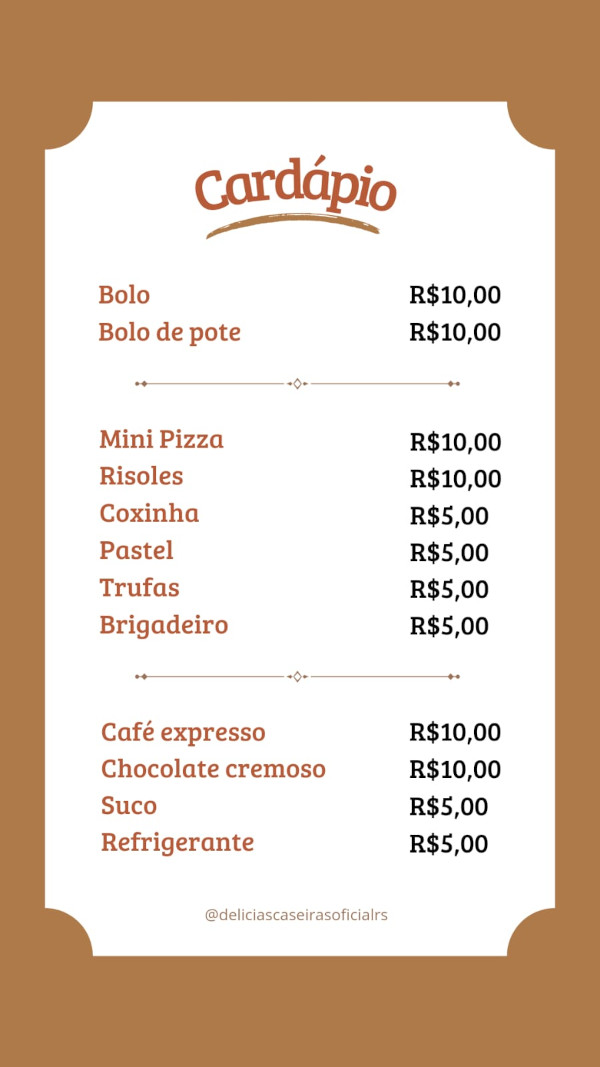 Cardápio
Bolo R$10,00
Bolo de pote R$10,00
Mini Pizza R$10,00
Risoles R$10,00
Coxinha R$5,00
Pastel R$5,00
Trufas R$5,00
Brigadeiro R$5,00
Café expresso R$10,00
Chocolate cremoso R$10,00
Suco R$5,00
Refrigerante R$5,00
@deliciascaseirasoficialrs